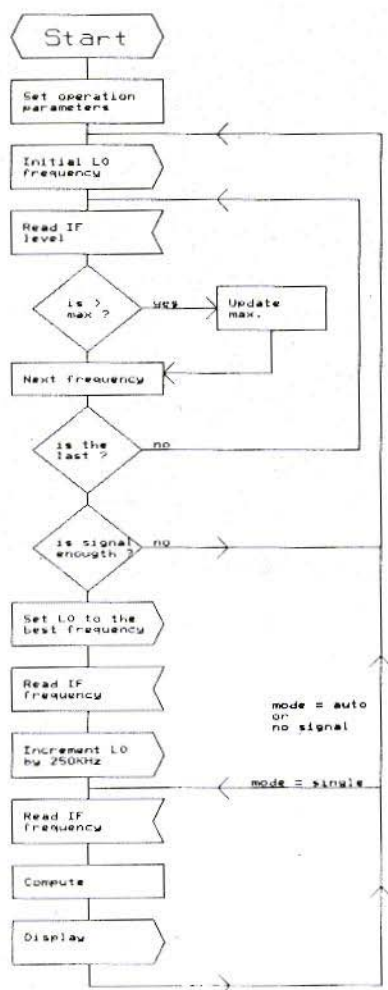 Start
Set operation
parameters
Initial LO
frequency
Read IF
level
is >
max ?
yes
Update
max.
Next frequency
is the
last ?
no
is signal
enougth ?
no
Set LO to the
best frequency
Read IF
frequency
mode = auto
or
no signal
Increment LO
by 250KHz
mode = single
Read IF
frequency
Compute
Display